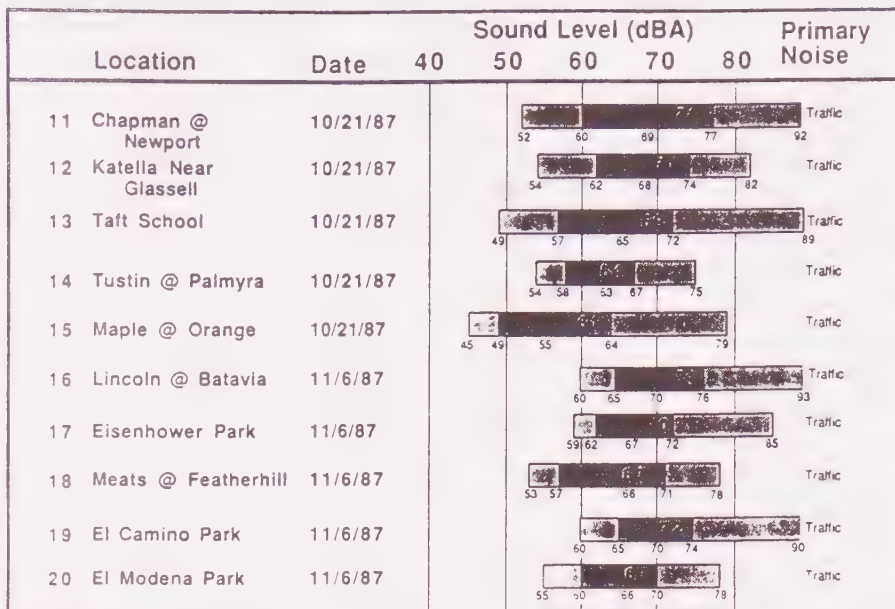 Sound Level (dBA) Primary
Location Date 40 50 60 70 80 Noise
11 Chapman @ 10/21/87 Traffic
Newport 52 60 69 77 92
12 Katella Near 10/21/87 Traffic
Glassell 54 62 68 74 82
13 Taft School 10/21/87 Traffic
49 57 65 72 89
14 Tustin @ Palmyra 10/21/87 Traffic
54 58 63 67 75
15 Maple @ Orange 10/21/87 Traffic
45 49 55 64 79
16 Lincoln @ Batavia 11/6/87 Traffic
60 65 70 76 93
17 Eisenhower Park 11/6/87 Traffic
59 62 67 72 85
18 Meats @ Featherhill 11/6/87 Traffic
53 57 66 71 78
19 El Camino Park 11/6/87 Traffic
60 65 70 74 90
20 El Modena Park 11/6/87 Traffic
55 60 66 70 78